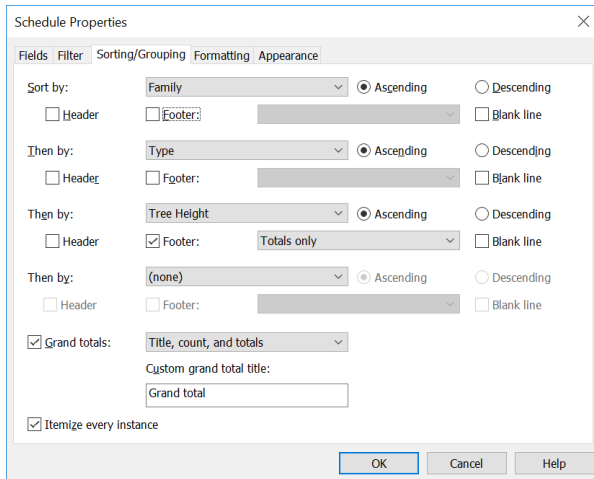 Schedule Properties
Fields Filter Sorting/Grouping Formatting Appearance
Sort by: Family Ascending Descending
Header Footer: Blank line
Then by: Type Ascending Descending
Header Footer: Blank line
Then by: Tree Height Ascending Descending
Header Footer: Totals only Blank line
Then by: (none) Ascending Descending
Header Footer: Blank line
Grand totals: Title, count, and totals
Custom grand total title:
Grand total
Itemize every instance
OK Cancel Help